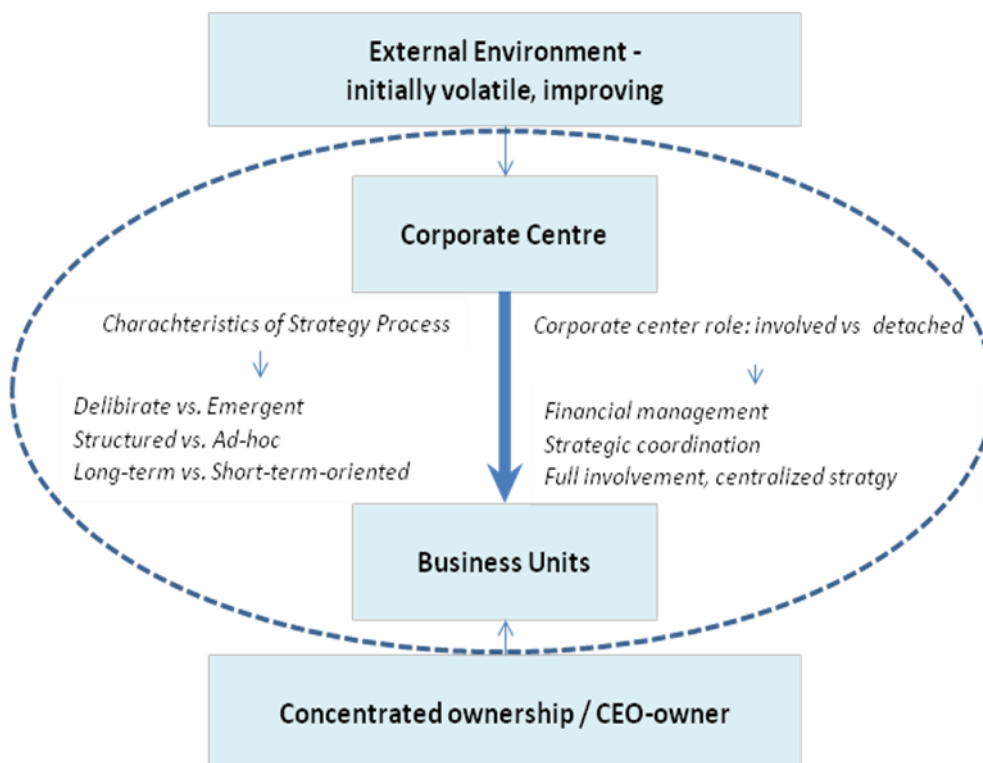 External Environment -
initially volatile, improving
Corporate Centre
Charachteristics of Strategy Process
Delibirate vs. Emergent
Structured vs. Ad-hoc
Long-term vs. Short-term-oriented
Corporate center role: involved vs detached
Financial management
Strategic coordination
Full involvement, centralized stratgy
Business Units
Concentrated ownership / CEO-owner